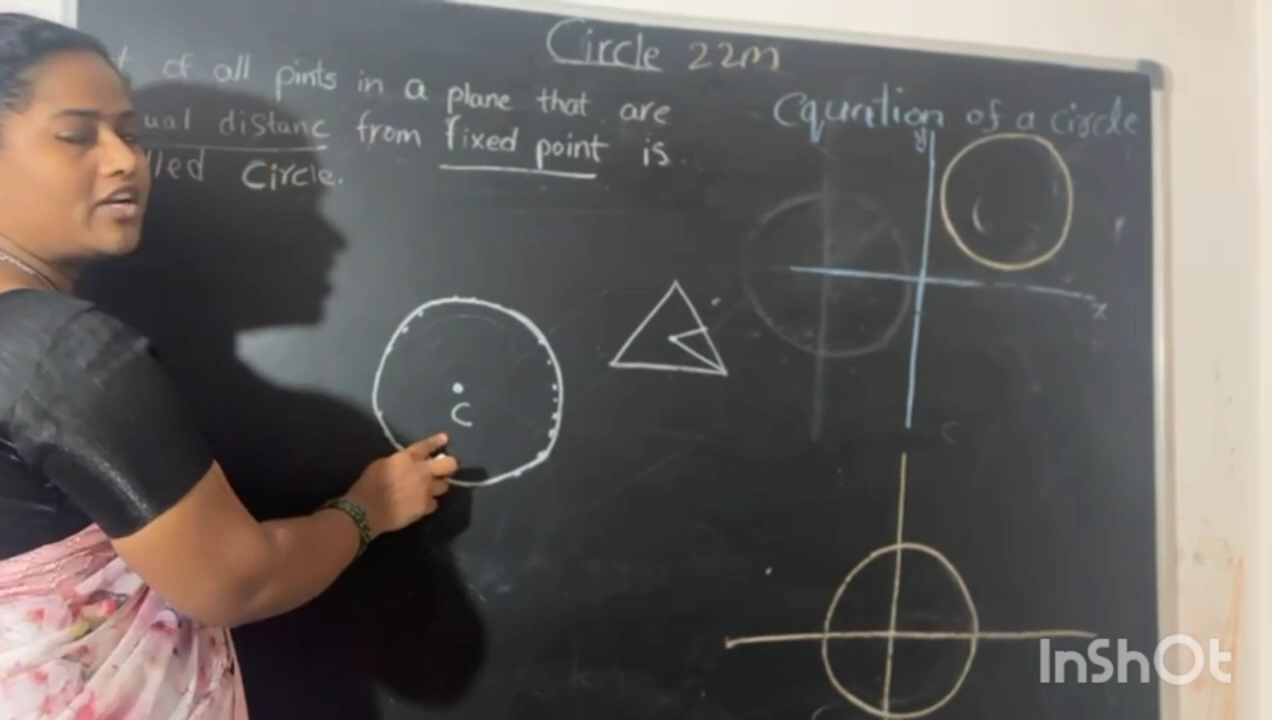 Circle 22m
t of all pints in a plane that are
ual distanc from fixed point is
lled Circle.
equation of a circle
y
x
C
InShOt